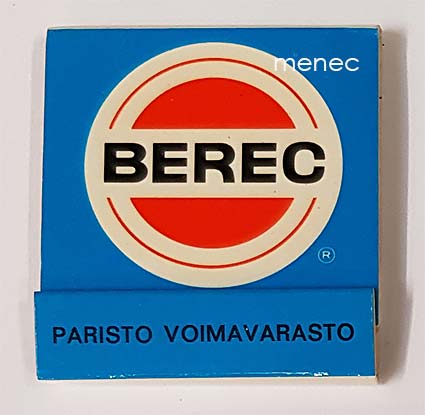 menec
BEREC
®
PARISTO VOIMAVARASTO